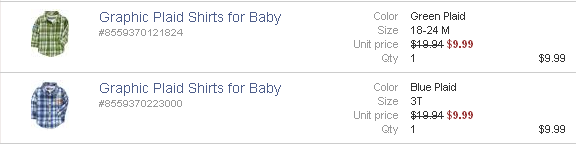 Graphic Plaid Shirts for Baby
#8559370121824
Color Green Plaid
Size 18-24 M
Unit price $19.94 $9.99
Qty 1 $9.99
Graphic Plaid Shirts for Baby
#8559370223000
Color Blue Plaid
Size 3T
Unit price $19.94 $9.99
Qty 1 $9.99